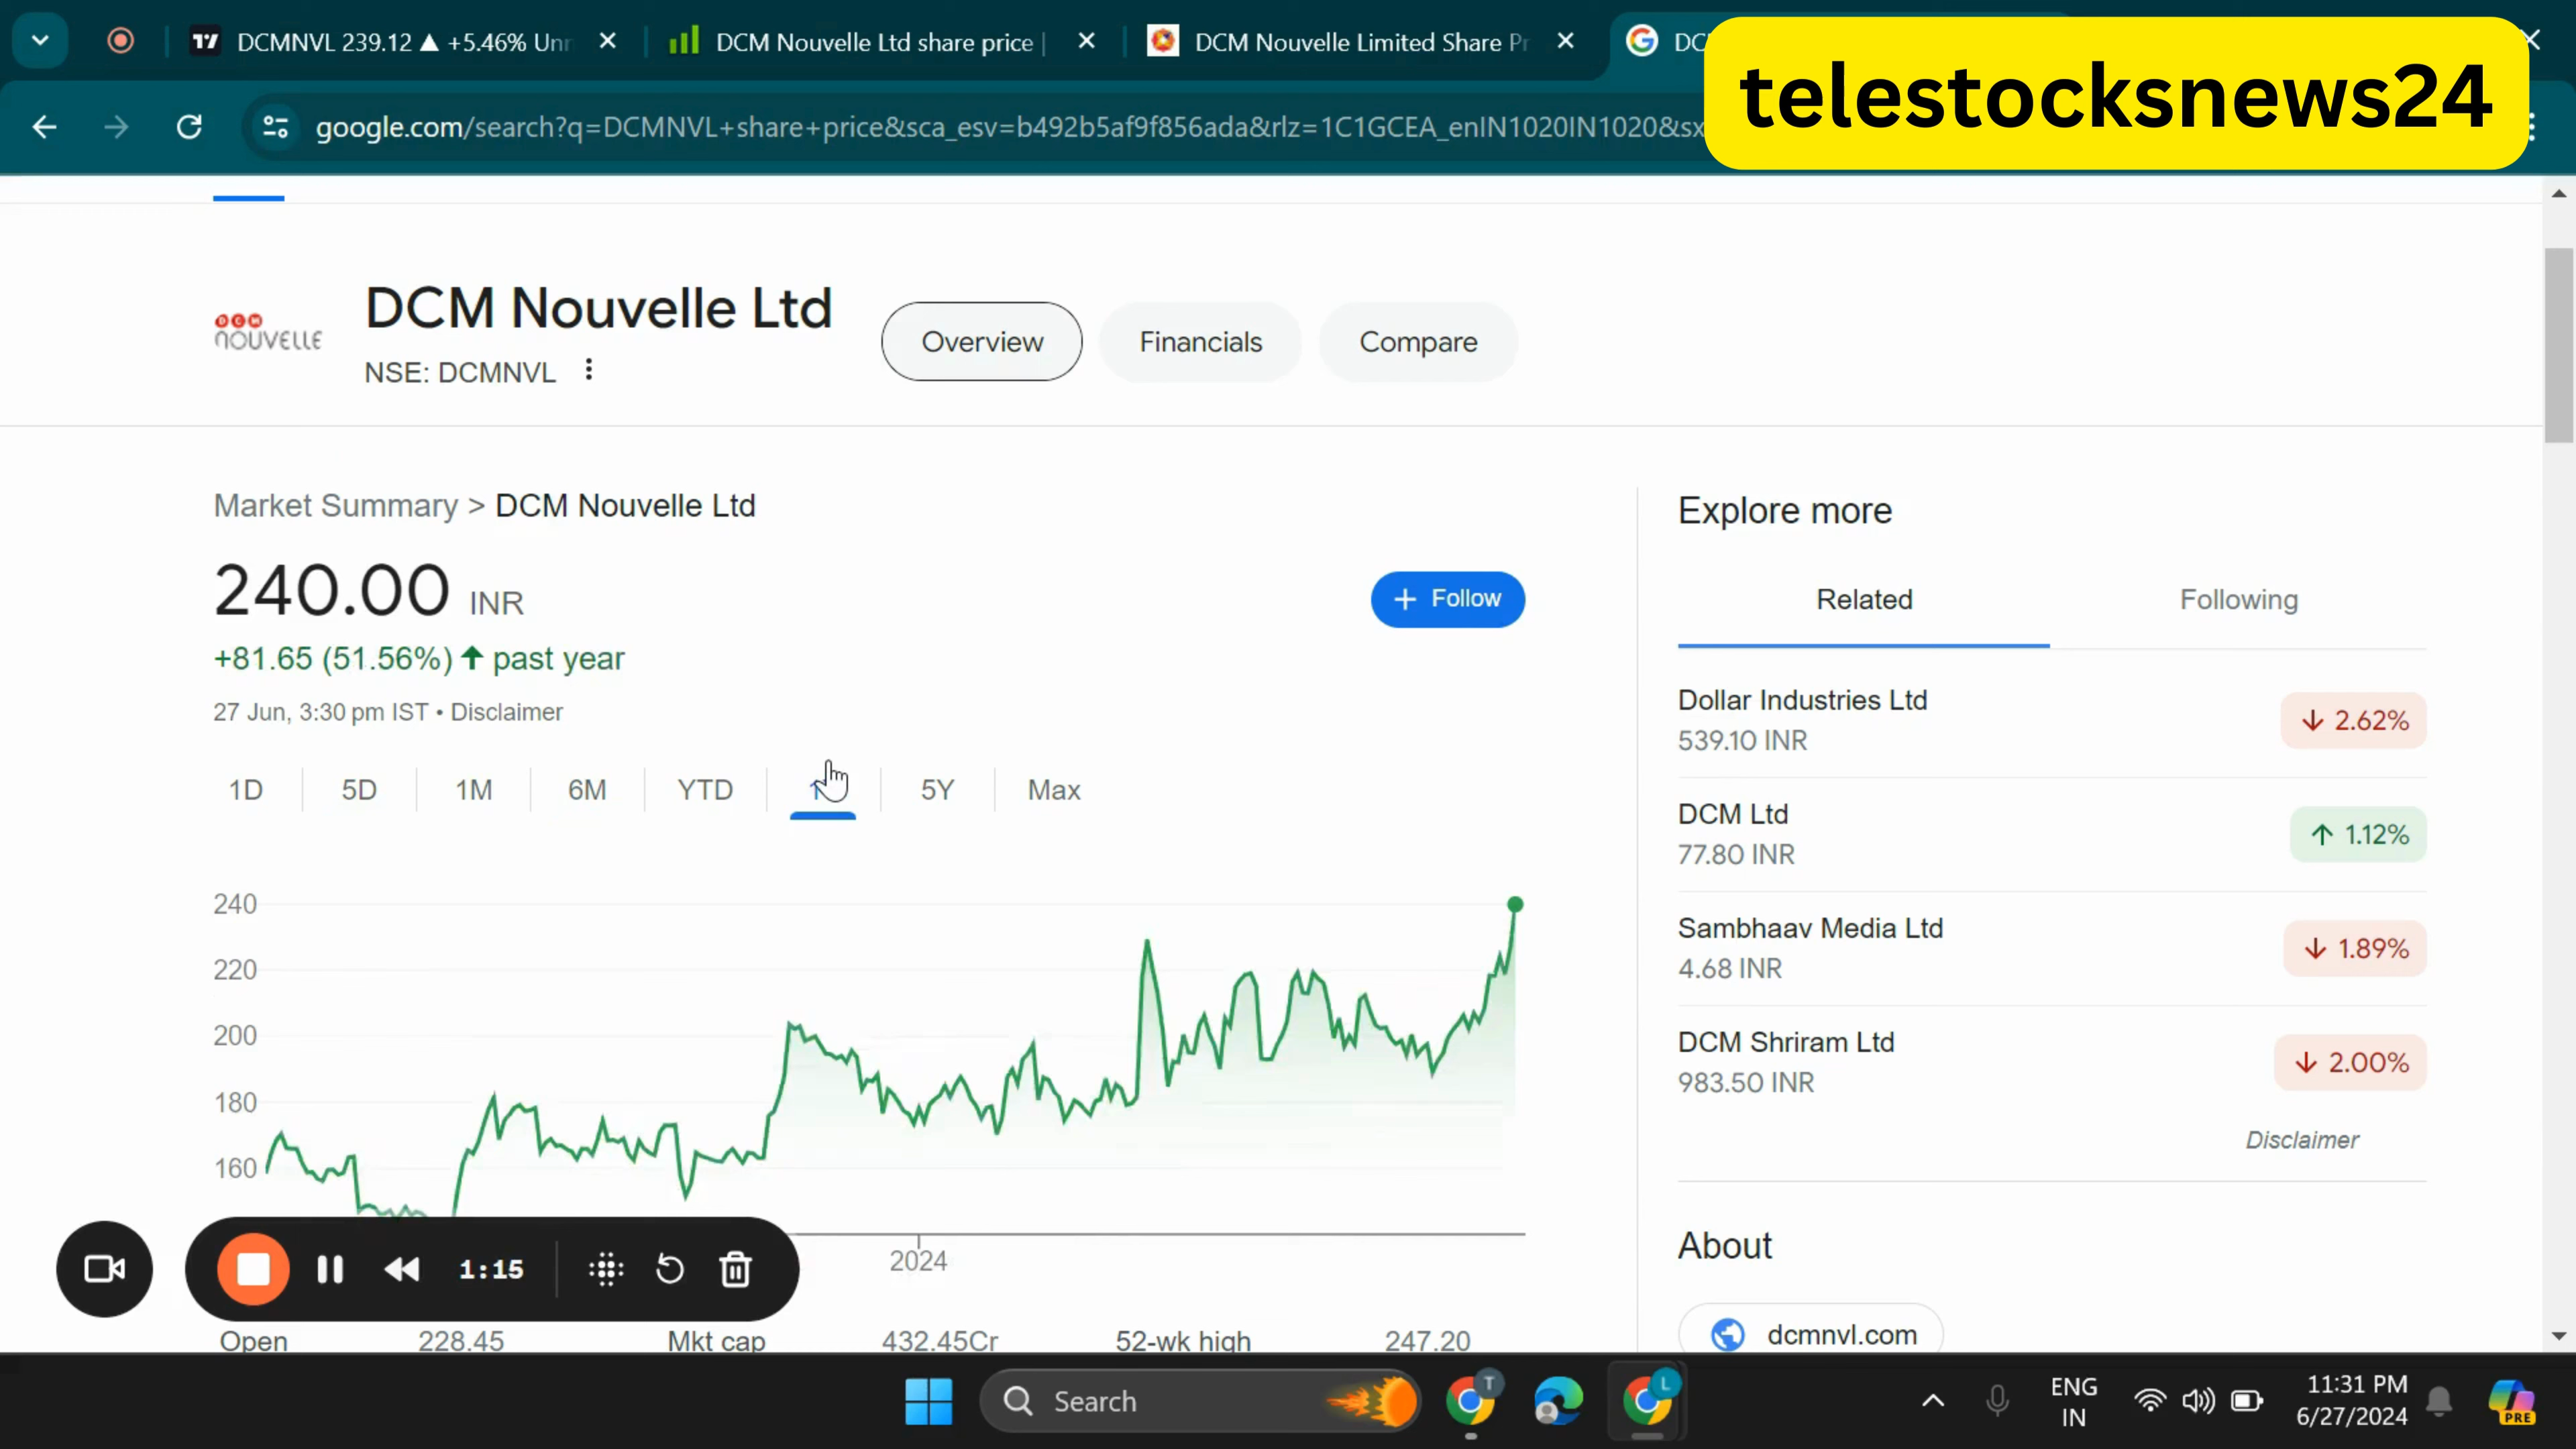 DCMNVL 239.12 ▲ +5.46% Unr
DCM Nouvelle Ltd share price |
DCM Nouvelle Limited Share Pr
DC
telestocksnews24
google.com/search?q=DCMNVL+share+price&sca_esv=b492b5af9f856ada&rlz=1C1GCEA_enIN1020IN1020&sx
DCM
nOUVELLE
DCM Nouvelle Ltd
NSE: DCMNVL
Overview
Financials
Compare
Market Summary > DCM Nouvelle Ltd
240.00 INR
+ Follow
+81.65 (51.56%) ↑ past year
27 Jun, 3:30 pm IST • Disclaimer
1D
5D
1M
6M
YTD
5Y
Max
240
220
200
180
160
2024
1:15
Open 228.45
Mkt cap 432.45Cr
52-wk high 247.20
Explore more
Related
Following
Dollar Industries Ltd
539.10 INR
↓ 2.62%
DCM Ltd
77.80 INR
↑ 1.12%
Sambhaav Media Ltd
4.68 INR
↓ 1.89%
DCM Shriram Ltd
983.50 INR
↓ 2.00%
Disclaimer
About
dcmnvl.com
Search
T
L
ENG
IN
11:31 PM
6/27/2024
PRE